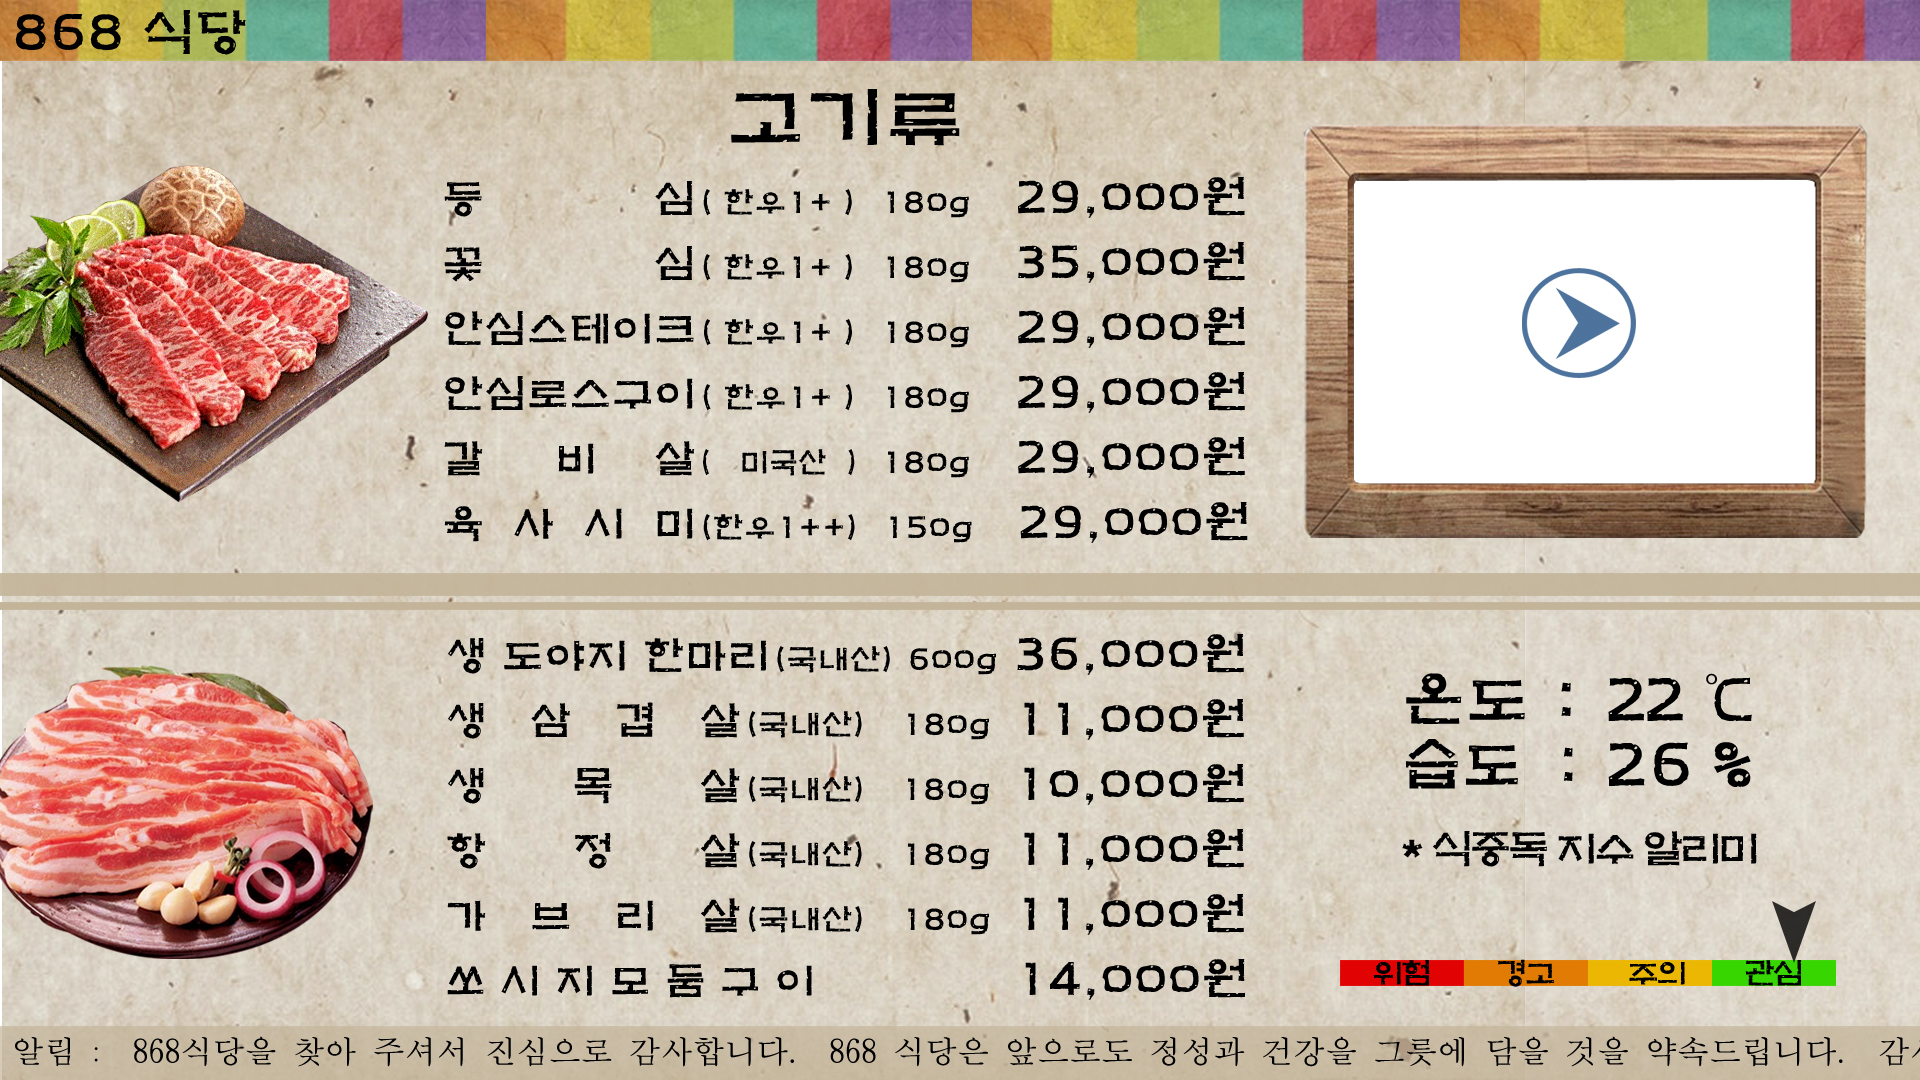 868 식당
고기류
등 심( 한우1+ ) 180g 29,000원
꽃 심( 한우1+ ) 180g 35,000원
안심스테이크( 한우1+ ) 180g 29,000원
안심로스구이( 한우1+ ) 180g 29,000원
갈 비 살( 미국산 ) 180g 29,000원
육 사 시 미(한우1++) 150g 29,000원
생 도야지 한마리(국내산) 600g 36,000원
생 삼 겹 살(국내산) 180g 11,000원
생 목 살(국내산) 180g 10,000원
항 정 살(국내산) 180g 11,000원
가 브 리 살(국내산) 180g 11,000원
쏘 시 지 모 둠 구 이 14,000원
온도 : 22 ℃
습도 : 26 %
* 식중독 지수 알리미
위험 경고 주의 관심
알림 : 868식당을 찾아 주셔서 진심으로 감사합니다. 868 식당은 앞으로도 정성과 건강을 그릇에 담을 것을 약속드립니다. 감